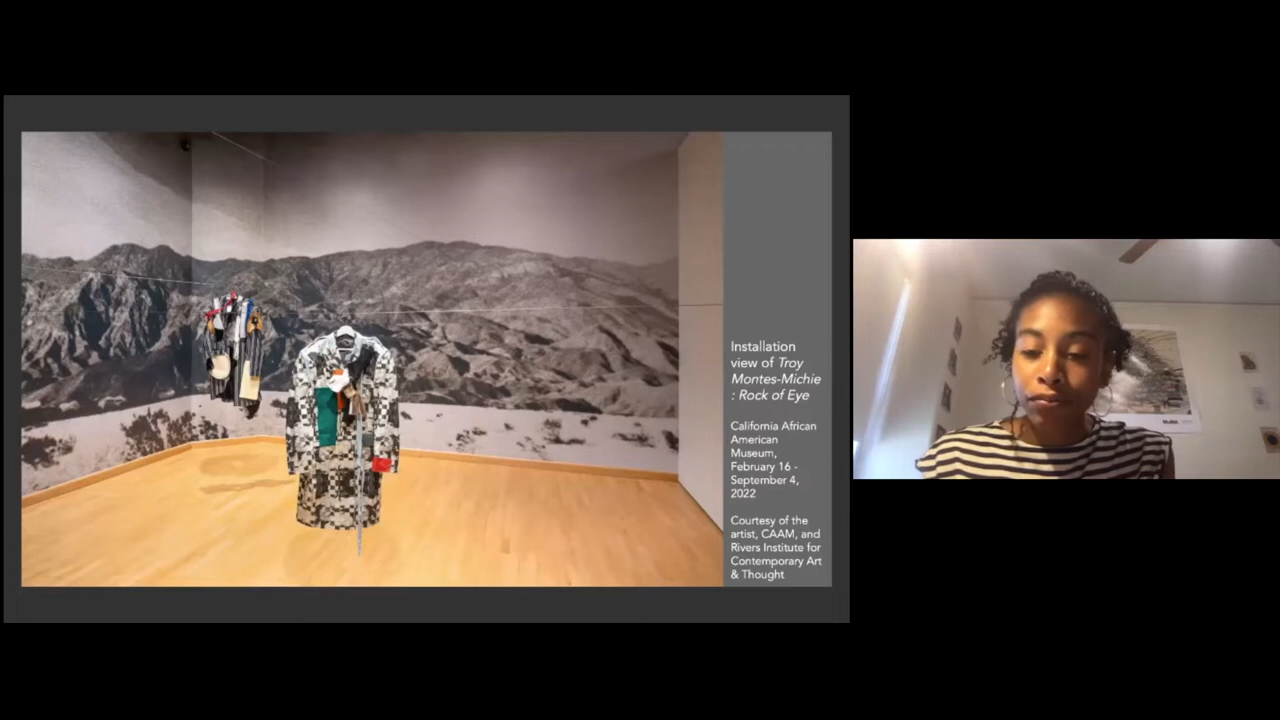 Installation
view of Troy
Montes-Michie
: Rock of Eye
California African
American
Museum,
February 16 -
September 4,
2022
Courtesy of the
artist, CAAM, and
Rivers Institute for
Contemporary Art
& Thought